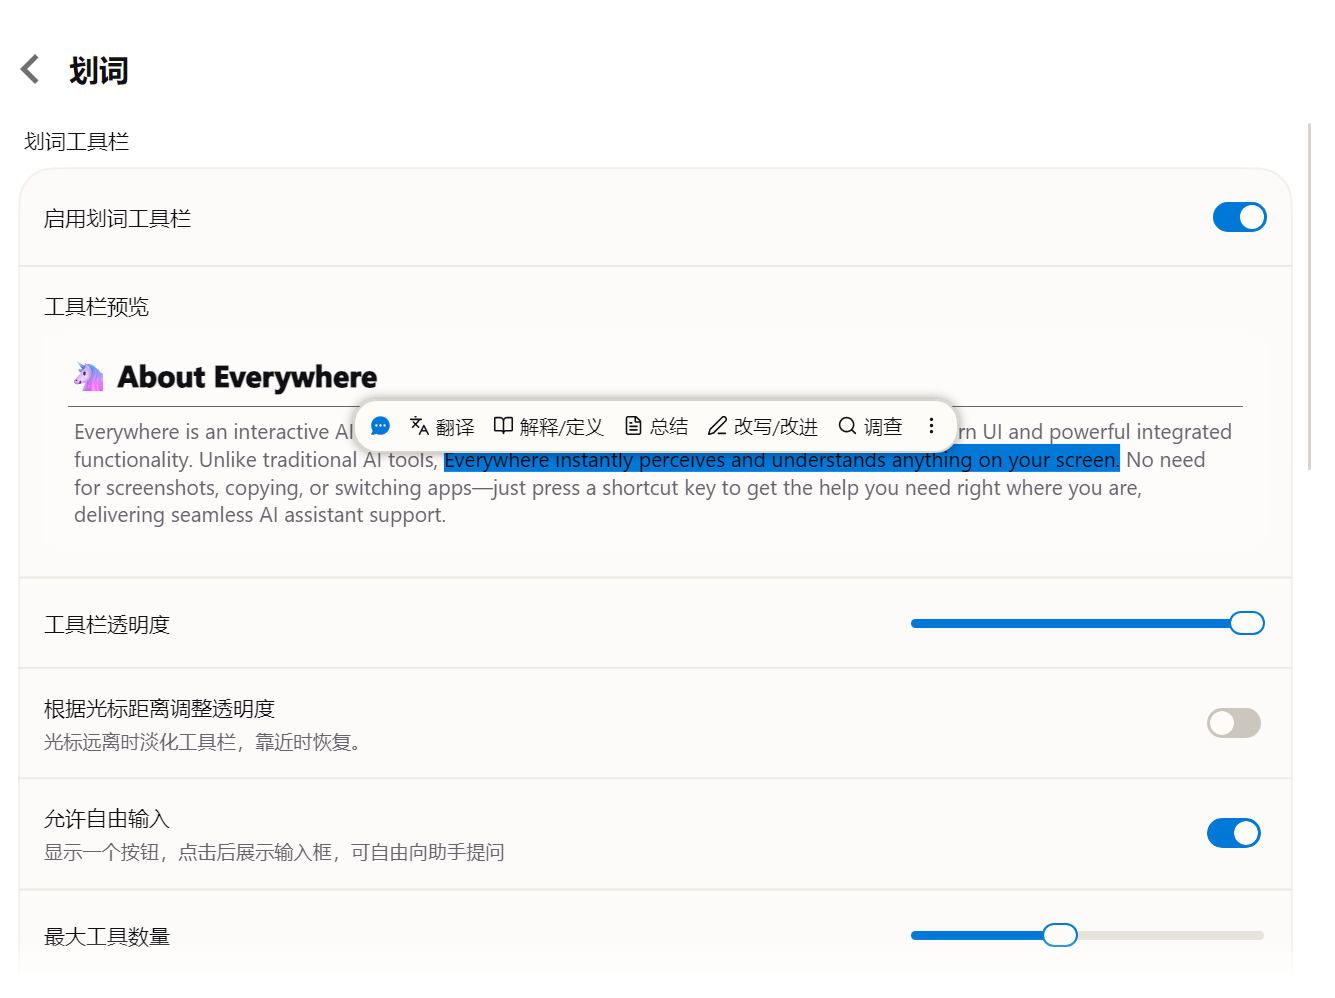 划词
划词工具栏
启用划词工具栏
工具栏预览
About Everywhere
翻译 解释/定义 总结 改写/改进 调查
Everywhere is an interactive AI rn UI and powerful integrated
functionality. Unlike traditional AI tools, Everywhere instantly perceives and understands anything on your screen. No need
for screenshots, copying, or switching apps—just press a shortcut key to get the help you need right where you are,
delivering seamless AI assistant support.
工具栏透明度
根据光标距离调整透明度
光标远离时淡化工具栏，靠近时恢复。
允许自由输入
显示一个按钮，点击后展示输入框，可自由向助手提问
最大工具数量